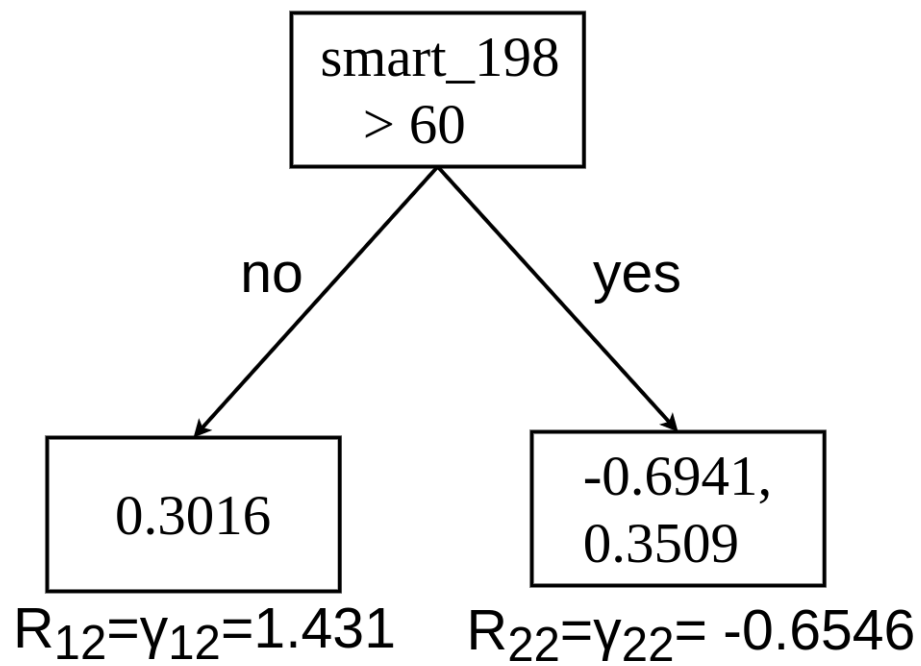 smart_198
> 60
no
yes
0.3016
-0.6941,
0.3509
R₁₂=γ₁₂=1.431
R₂₂=γ₂₂= -0.6546